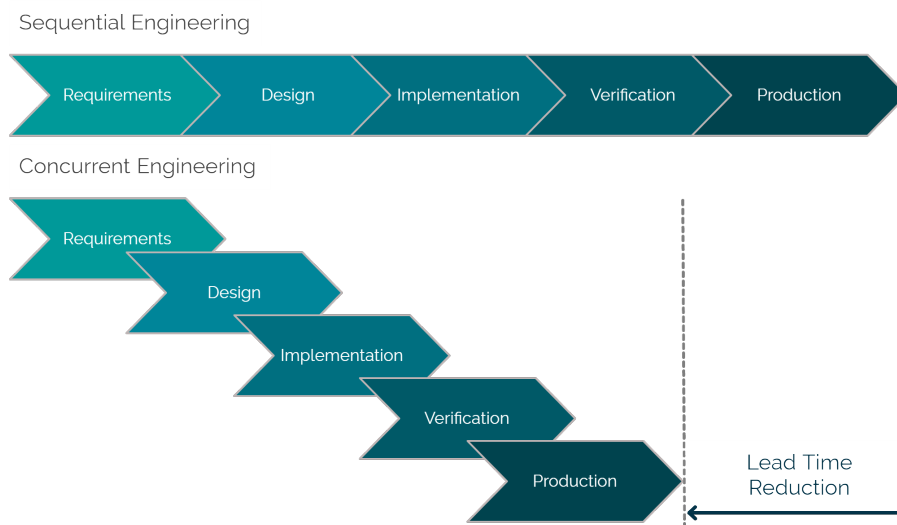 Sequential Engineering
Requirements
Design
Implementation
Verification
Production
Concurrent Engineering
Requirements
Design
Implementation
Verification
Production
Lead Time
Reduction